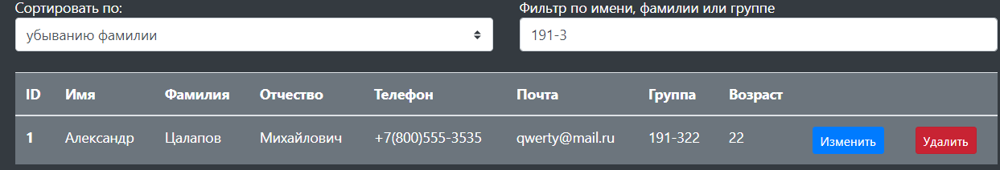 Сортировать по: Фильтр по имени, фамилии или группе
убыванию фамилии 191-3
ID Имя Фамилия Отчество Телефон Почта Группа Возраст
1 Александр Цалапов Михайлович +7(800)555-3535 qwerty@mail.ru 191-322 22 Изменить Удалить